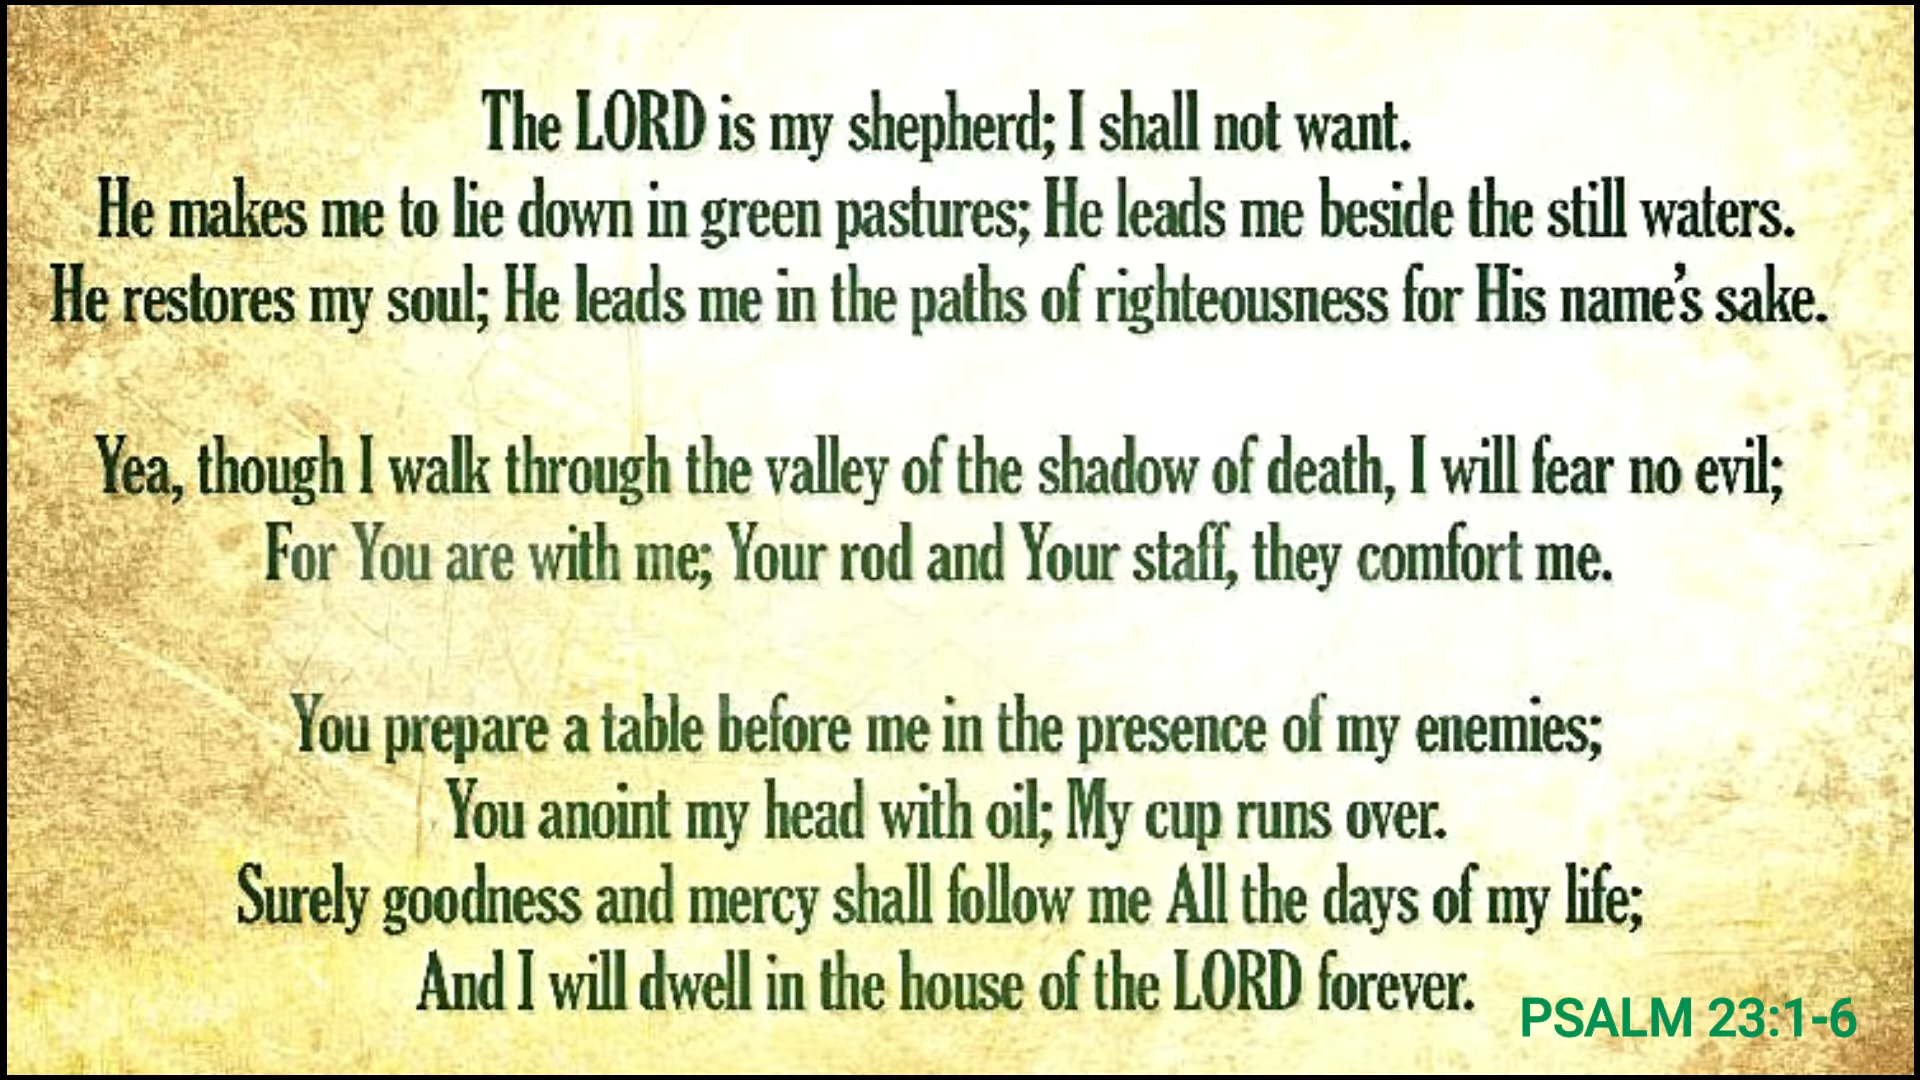 The LORD is my shepherd; I shall not want.
He makes me to lie down in green pastures; He leads me beside the still waters.
He restores my soul; He leads me in the paths of righteousness for His name’s sake.
Yea, though I walk through the valley of the shadow of death, I will fear no evil;
For You are with me; Your rod and Your staff, they comfort me.
You prepare a table before me in the presence of my enemies;
You anoint my head with oil; My cup runs over.
Surely goodness and mercy shall follow me All the days of my life;
And I will dwell in the house of the LORD forever.
PSALM 23:1-6